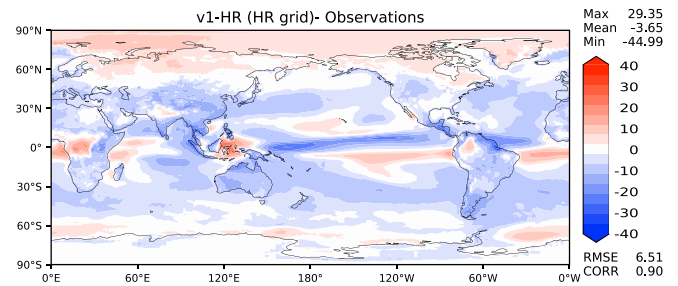 v1-HR (HR grid)- Observations
Max 29.35
Mean -3.65
Min -44.99
90°N
60°N
30°N
0°
30°S
60°S
90°S
0°E 60°E 120°E 180° 120°W 60°W 0°W
40
30
20
10
0
-10
-20
-30
-40
RMSE 6.51
CORR 0.90